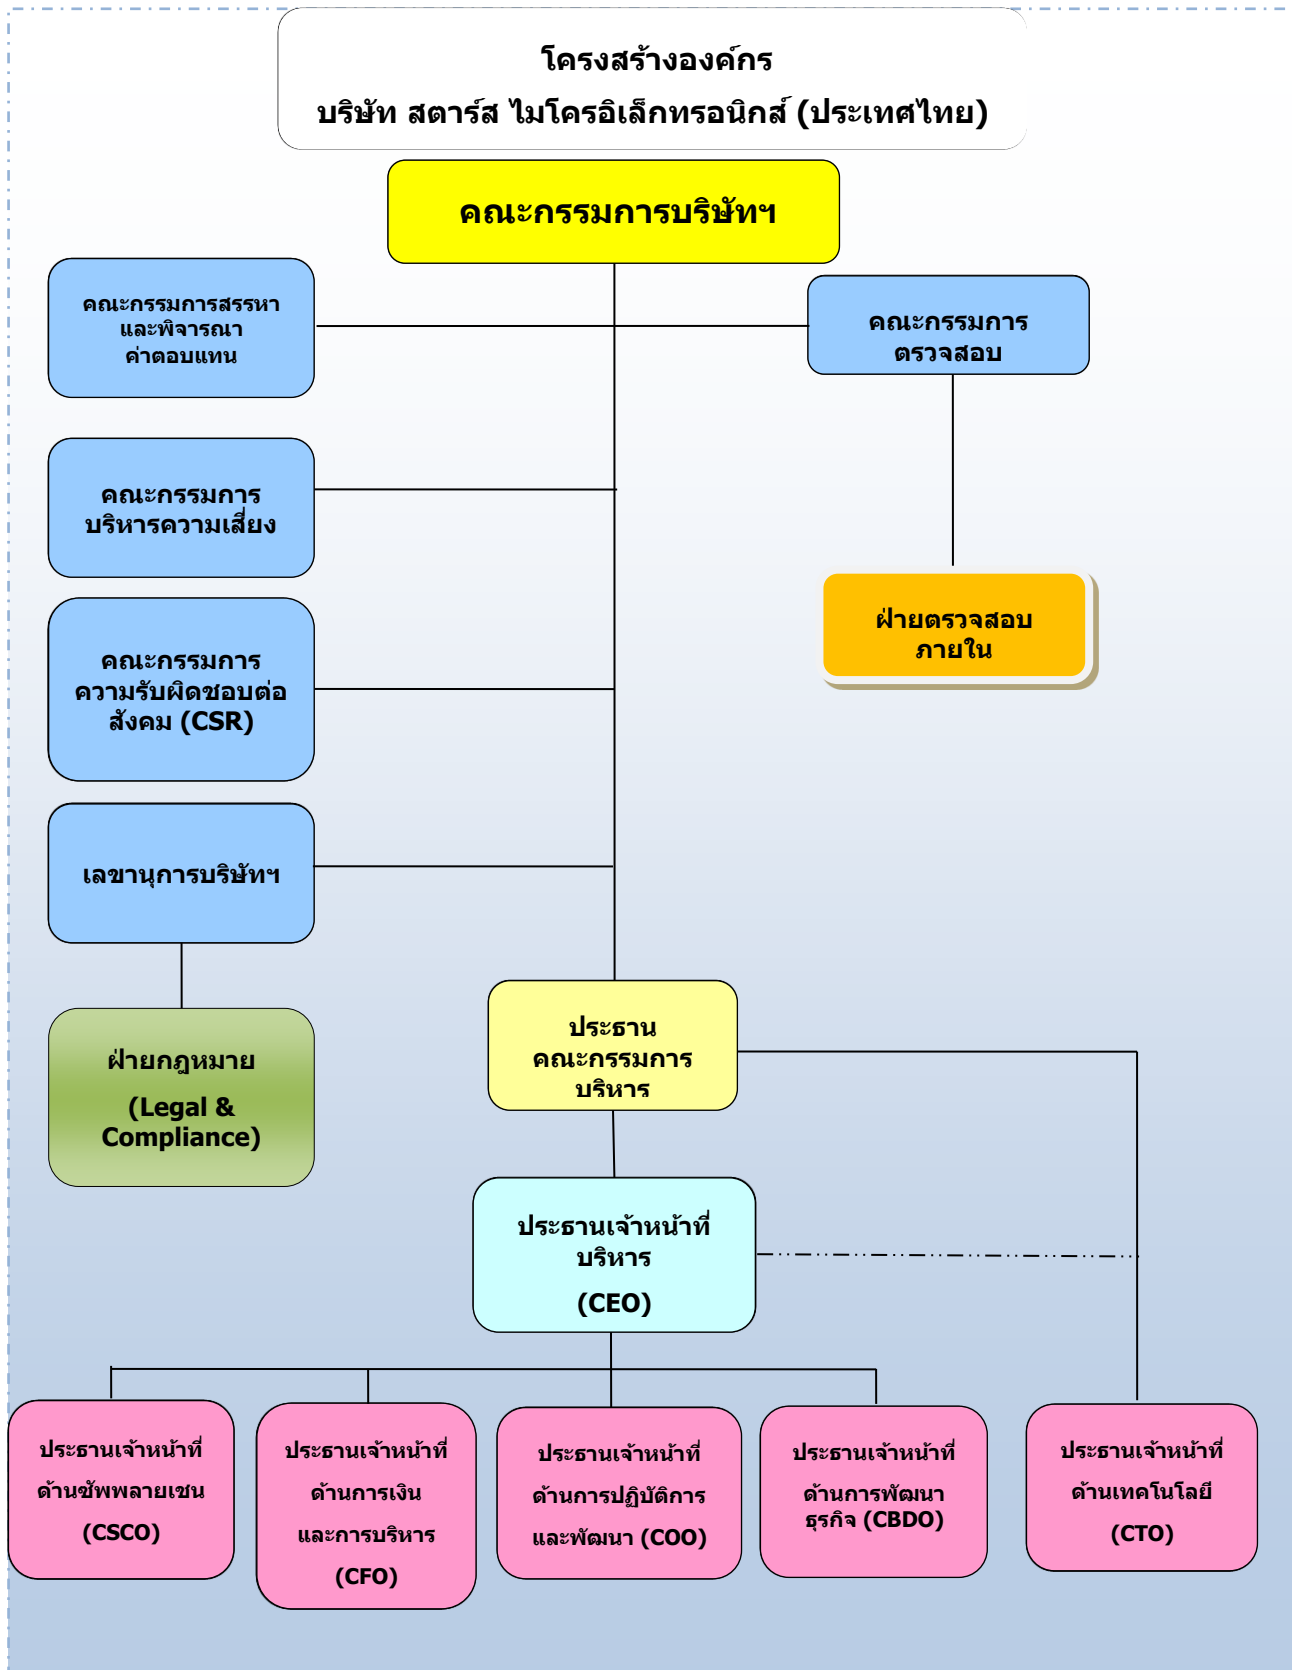 โครงสร้างองค์กร
บริษัท สตาร์ส ไมโครอิเล็กทรอนิกส์ (ประเทศไทย)
คณะกรรมการบริษัทฯ
คณะกรรมการสรรหา
และพิจารณา
ค่าตอบแทน
คณะกรรมการ
ตรวจสอบ
คณะกรรมการ
บริหารความเสี่ยง
ฝ่ายตรวจสอบ
ภายใน
คณะกรรมการ
ความรับผิดชอบต่อ
สังคม (CSR)
เลขานุการบริษัทฯ
ฝ่ายกฎหมาย
(Legal &
Compliance)
ประธาน
คณะกรรมการ
บริหาร
ประธานเจ้าหน้าที่
บริหาร
(CEO)
ประธานเจ้าหน้าที่
ด้านซัพพลายเชน
(CSCO)
ประธานเจ้าหน้าที่
ด้านการเงิน
และการบริหาร
(CFO)
ประธานเจ้าหน้าที่
ด้านการปฏิบัติการ
และพัฒนา (COO)
ประธานเจ้าหน้าที่
ด้านการพัฒนา
ธุรกิจ (CBDO)
ประธานเจ้าหน้าที่
ด้านเทคโนโลยี
(CTO)